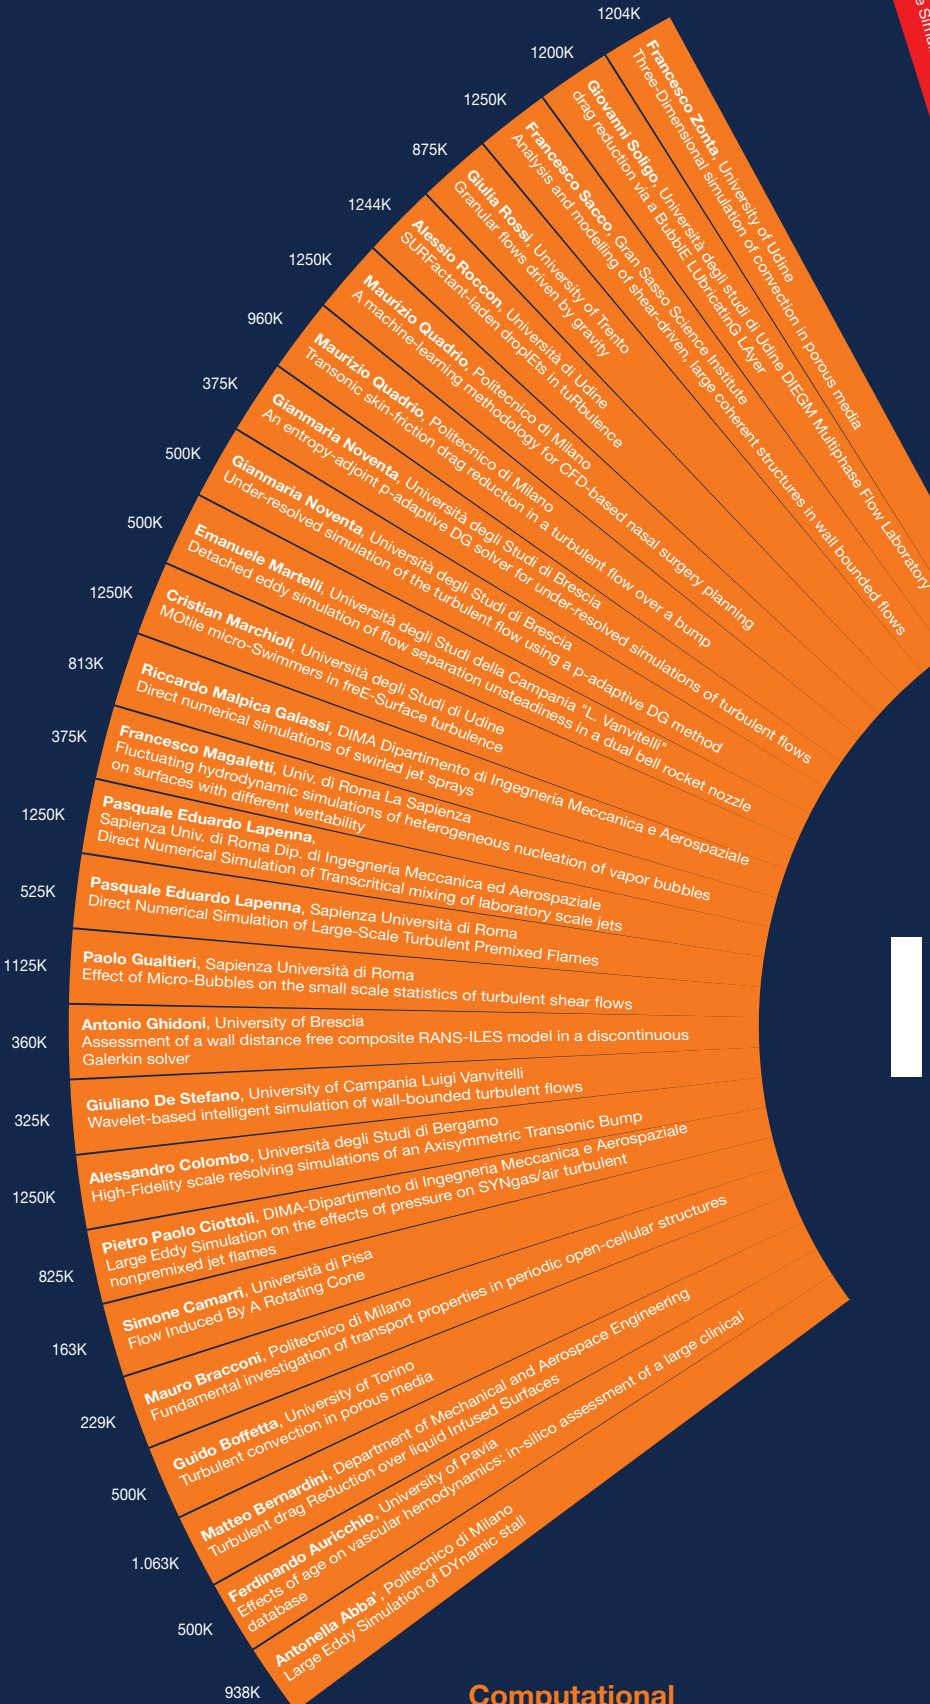 1204K
Francesco Zonta, University of Udine
Three-Dimensional simulation of convection in porous media
1200K
Giovanni Soligo, Università degli studi di Udine DIEGM Multiphase Flow Laboratory
drag reduction via a BubblE LUbricatinG LAyer
1250K
Francesco Sacco, Gran Sasso Science Institute
Analysis and modelling of shear-driven, large coherent structures in wall bounded flows
875K
Giulia Rossi, University of Trento
Granular flows driven by gravity
1244K
Alessio Roccon, Università di Udine
SURFactant-laden droplEts in tuRbulence
1250K
Maurizio Quadrio, Politecnico di Milano
A machine-learning methodology for CFD-based nasal surgery planning
960K
Maurizio Quadrio, Politecnico di Milano
Transonic skin-friction drag reduction in a turbulent flow over a bump
375K
Gianmaria Noventa, Università degli Studi di Brescia
An entropy-adjoint p-adaptive DG solver for under-resolved simulations of turbulent flows
500K
Gianmaria Noventa, Università degli Studi di Brescia
Under-resolved simulation of the turbulent flow using a p-adaptive DG method
500K
Emanuele Martelli, Università degli Studi della Campania "L. Vanvitelli"
Detached eddy simulation of flow separation unsteadiness in a dual bell rocket nozzle
1250K
Cristian Marchioli, Università degli Studi di Udine
MOtile micro-Swimmers in freE-Surface turbulence
813K
Riccardo Malpica Galassi, DIMA Dipartimento di Ingegneria Meccanica e Aerospaziale
Direct numerical simulations of swirled jet sprays
375K
Francesco Magaletti, Univ. di Roma La Sapienza
Fluctuating hydrodynamic simulations of heterogeneous nucleation of vapor bubbles
on surfaces with different wettability
1250K
Pasquale Eduardo Lapenna,
Sapienza Univ. di Roma Dip. di Ingegneria Meccanica ed Aerospaziale
Direct Numerical Simulation of Transcritical mixing of laboratory scale jets
525K
Pasquale Eduardo Lapenna, Sapienza Università di Roma
Direct Numerical Simulation of Large-Scale Turbulent Premixed Flames
1125K
Paolo Gualtieri, Sapienza Università di Roma
Effect of Micro-Bubbles on the small scale statistics of turbulent shear flows
360K
Antonio Ghidoni, University of Brescia
Assessment of a wall distance free composite RANS-ILES model in a discontinuous
Galerkin solver
325K
Giuliano De Stefano, University of Campania Luigi Vanvitelli
Wavelet-based intelligent simulation of wall-bounded turbulent flows
1250K
Alessandro Colombo, Università degli Studi di Bergamo
High-Fidelity scale resolving simulations of an Axisymmetric Transonic Bump
825K
Pietro Paolo Ciottoli, DIMA-Dipartimento di Ingegneria Meccanica e Aerospaziale
Large Eddy Simulation on the effects of pressure on SYNgas/air turbulent
nonpremixed jet flames
163K
Simone Camarri, Università di Pisa
Flow Induced By A Rotating Cone
229K
Mauro Bracconi, Politecnico di Milano
Fundamental investigation of transport properties in periodic open-cellular structures
500K
Guido Boffetta, University of Torino
Turbulent convection in porous media
1.063K
Matteo Bernardini, Department of Mechanical and Aerospace Engineering
Turbulent drag Reduction over liquid Infused Surfaces
500K
Ferdinando Auricchio, University of Pavia
Effects of age on vascular hemodynamics: in-silico assessment of a large clinical
database
938K
Antonella Abba', Politecnico di Milano
Large Eddy Simulation of DYnamic stall
Computational